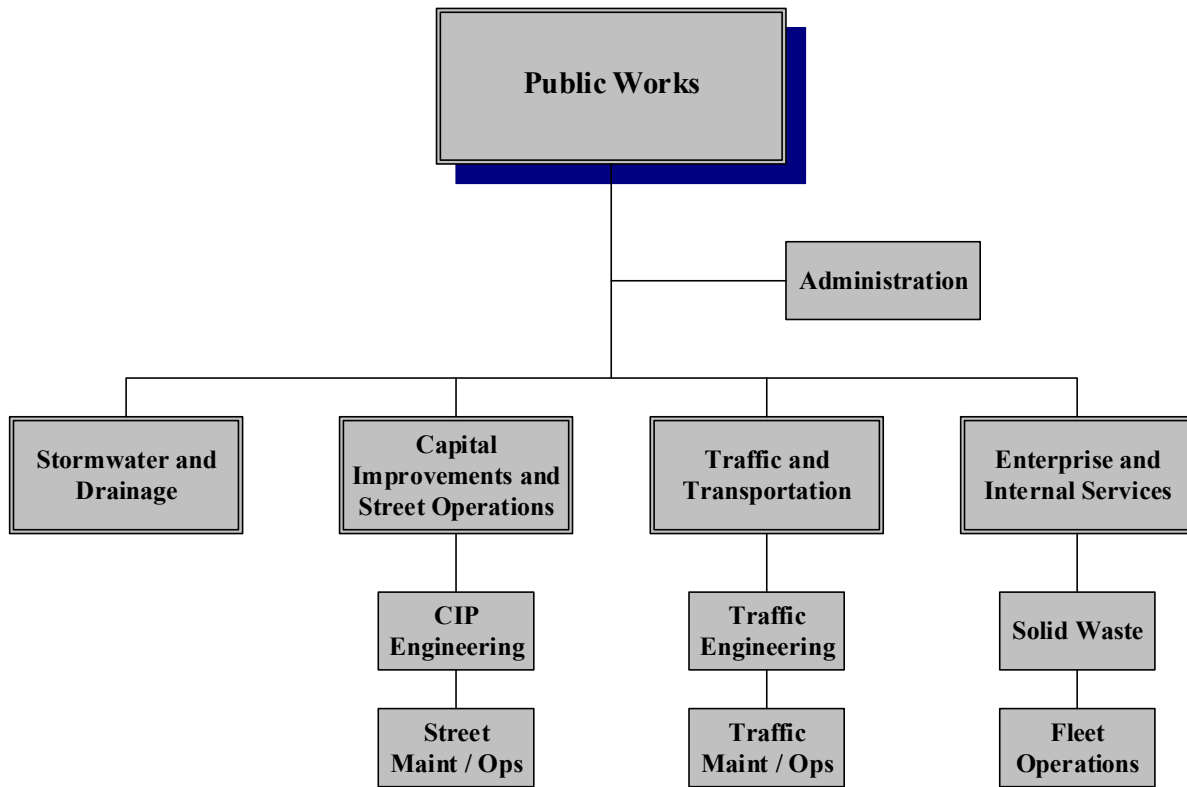 Public Works
Administration
Stormwater and
Drainage
Capital
Improvements and
Street Operations
Traffic and
Transportation
Enterprise and
Internal Services
CIP
Engineering
Traffic
Engineering
Solid Waste
Street
Maint / Ops
Traffic
Maint / Ops
Fleet
Operations